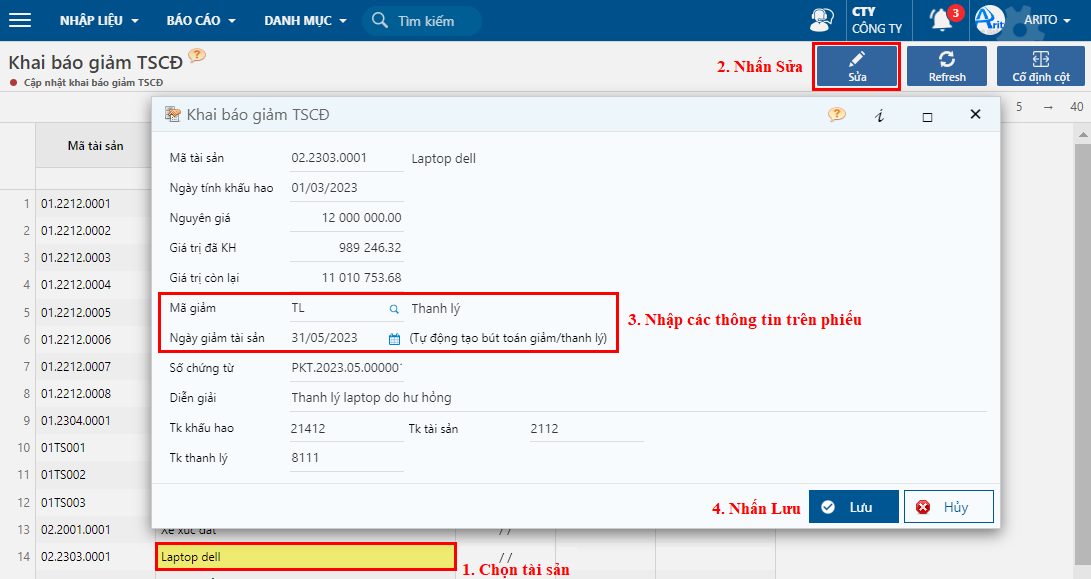 NHẬP LIỆU BÁO CÁO DANH MỤC Tìm kiếm CTY CÔNG TY 3 Arit ARITO
Khai báo giảm TSCĐ ?
Cập nhật khai báo giảm TSCĐ
2. Nhấn Sửa
Sửa Refresh Cố định cột
5 → 40
Mã tài sản
1 01.2212.0001
2 01.2212.0002
3 01.2212.0003
4 01.2212.0004
5 01.2212.0005
6 01.2212.0006
7 01.2212.0007
8 01.2212.0008
9 01.2304.0001
10 01TS001
11 01TS002
12 01TS003
13 02.2001.0001 Xe xúc đất / /
14 02.2303.0001 Laptop dell / /
1. Chọn tài sản
Khai báo giảm TSCĐ ? i
Mã tài sản 02.2303.0001 Laptop dell
Ngày tính khấu hao 01/03/2023
Nguyên giá 12 000 000.00
Giá trị đã KH 989 246.32
Giá trị còn lại 11 010 753.68
Mã giảm TL Thanh lý
Ngày giảm tài sản 31/05/2023 (Tự động tạo bút toán giảm/thanh lý)
3. Nhập các thông tin trên phiếu
Số chứng từ PKT.2023.05.00000
Diễn giải Thanh lý laptop do hư hỏng
Tk khấu hao 21412 Tk tài sản 2112
Tk thanh lý 8111
4. Nhấn Lưu
Lưu Hủy